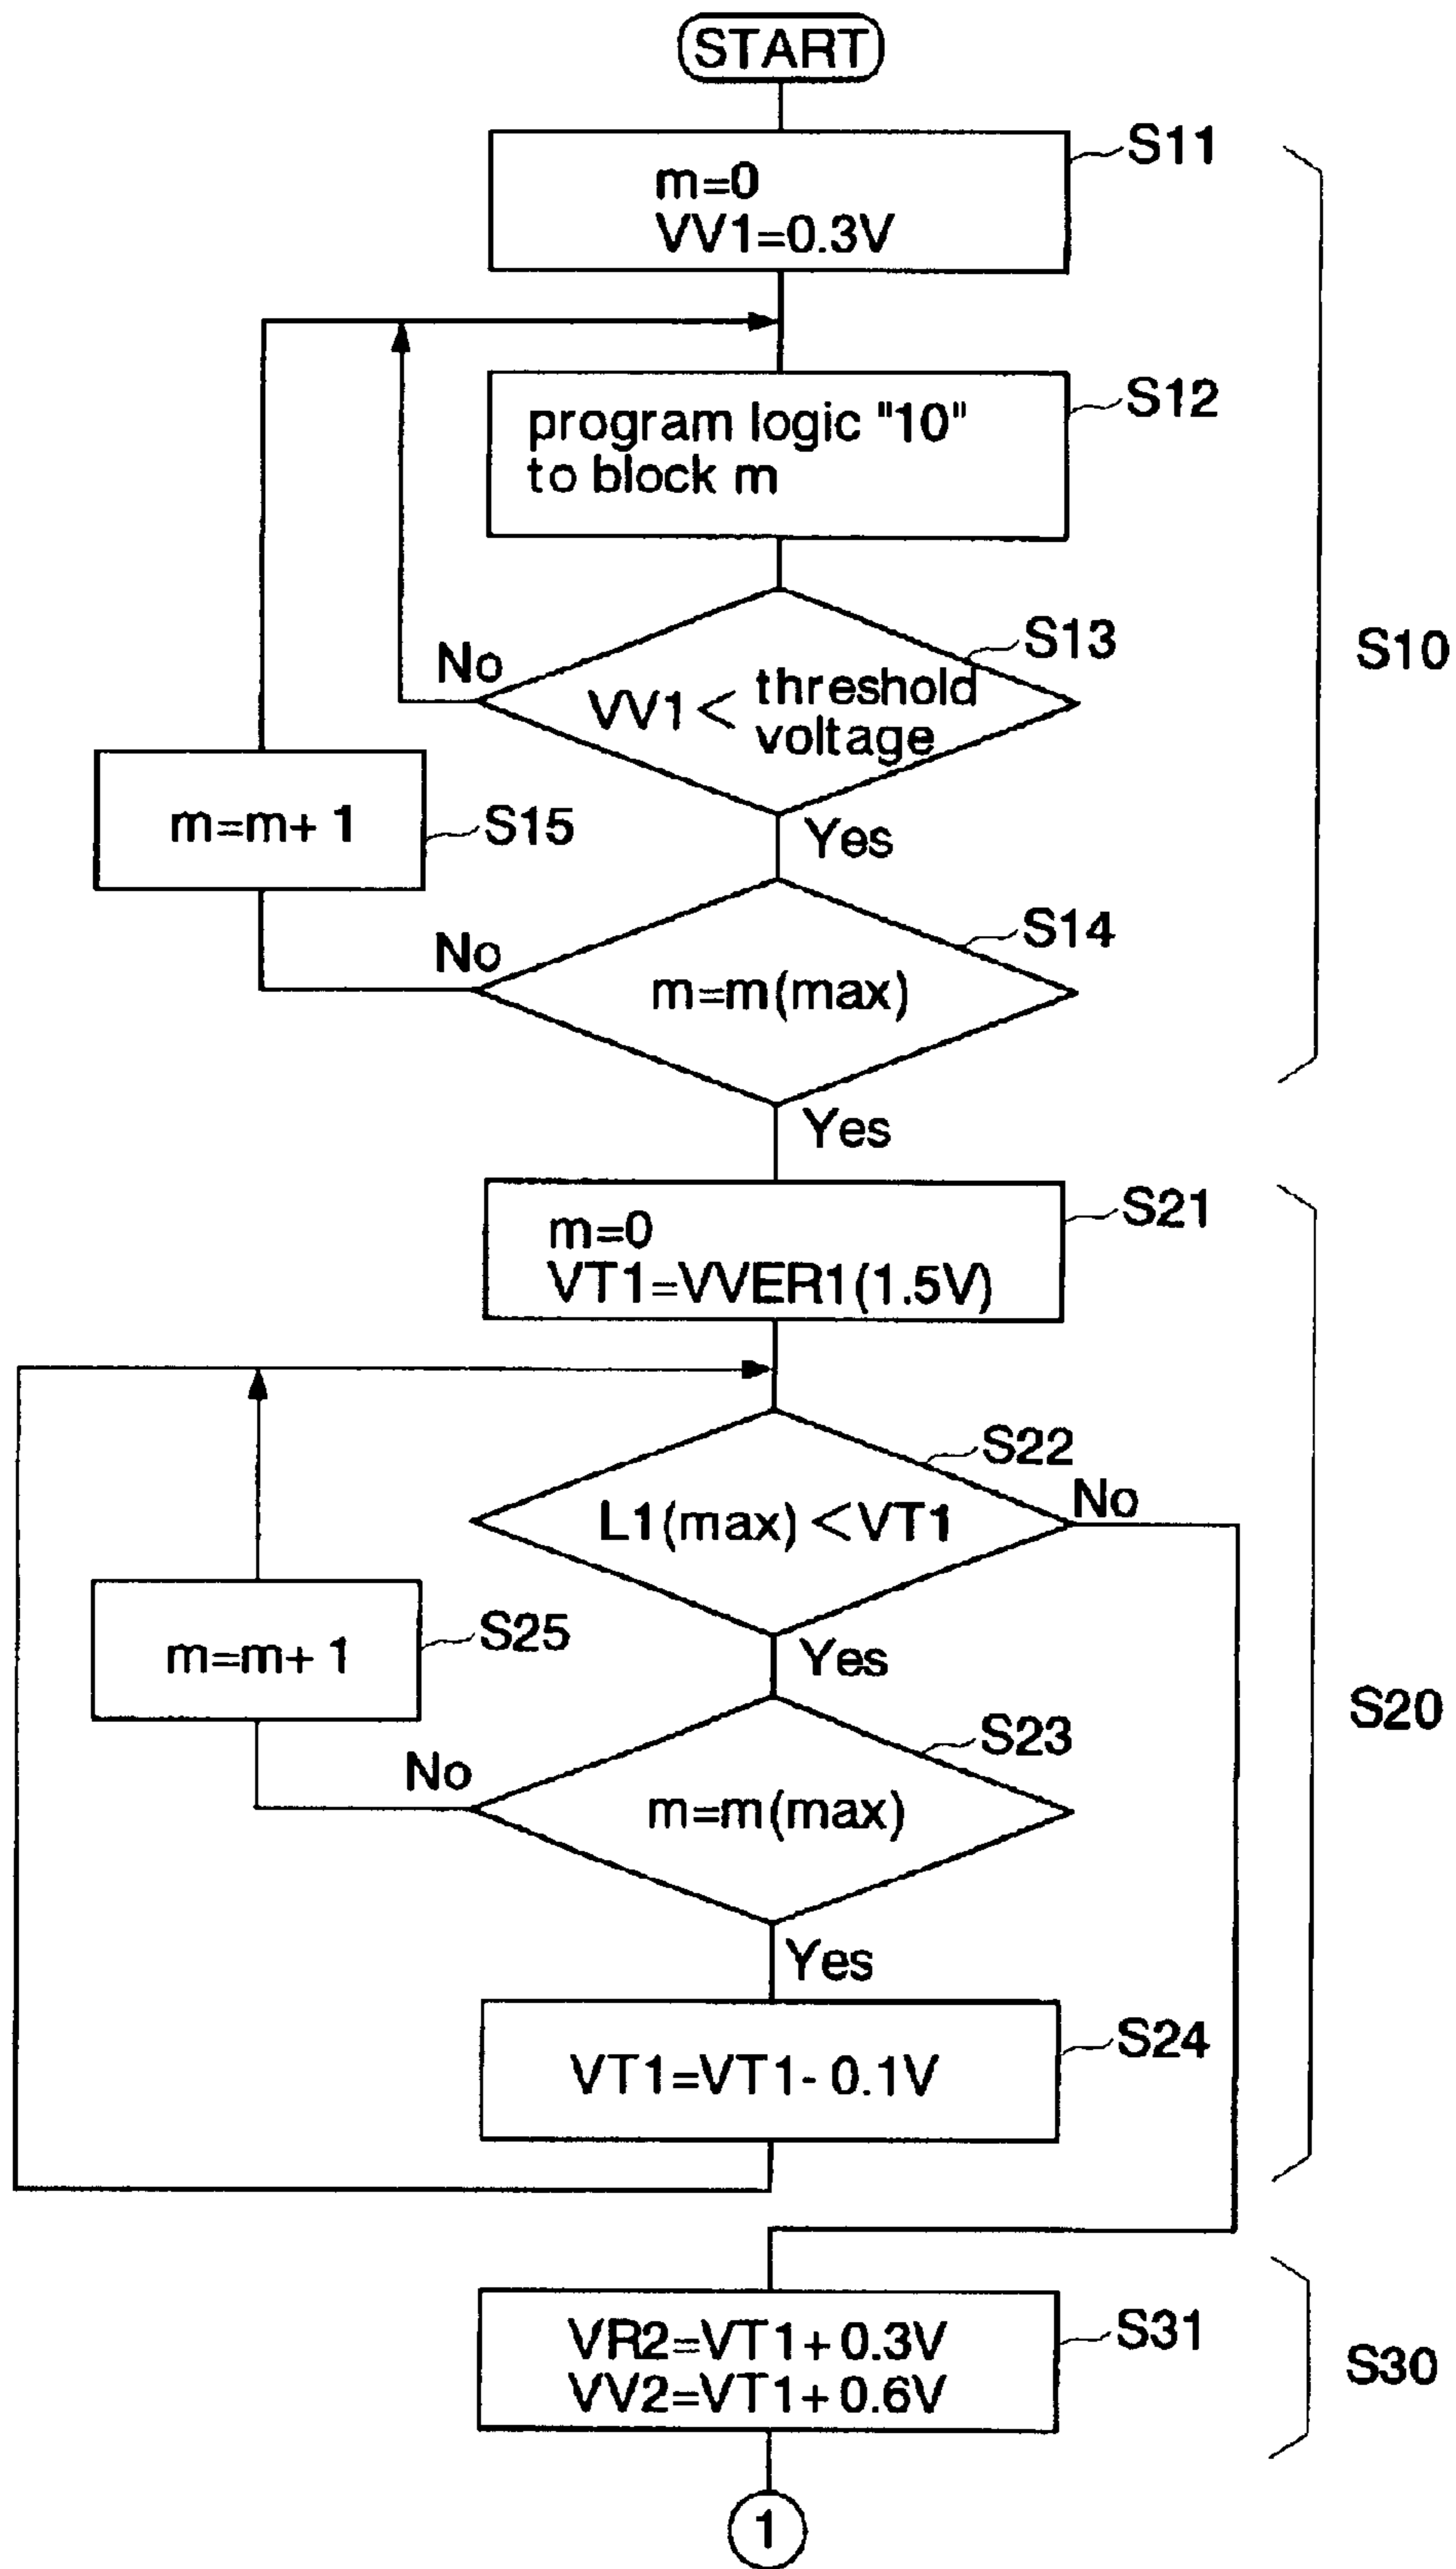 START
S11
m=0
VV1=0.3V
S12
program logic "10"
to block m
S13
No
VV1< threshold
voltage
S10
m=m+1
S15
Yes
S14
No
m=m(max)
Yes
S21
m=0
VT1=VVER1(1.5V)
S22
No
L1(max)<VT1
S25
m=m+1
Yes
S20
S23
No
m=m(max)
Yes
S24
VT1=VT1-0.1V
S31
VR2=VT1+0.3V
VV2=VT1+0.6V
S30
1